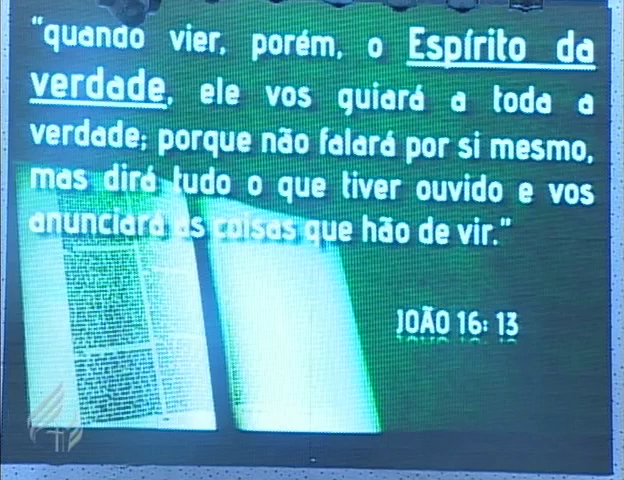 “quando vier, porém, o Espírito da
verdade, ele vos guiará a toda a
verdade; porque não falará por si mesmo,
mas dirá tudo o que tiver ouvido e vos
anunciará as coisas que hão de vir.”
JOÃO 16: 13